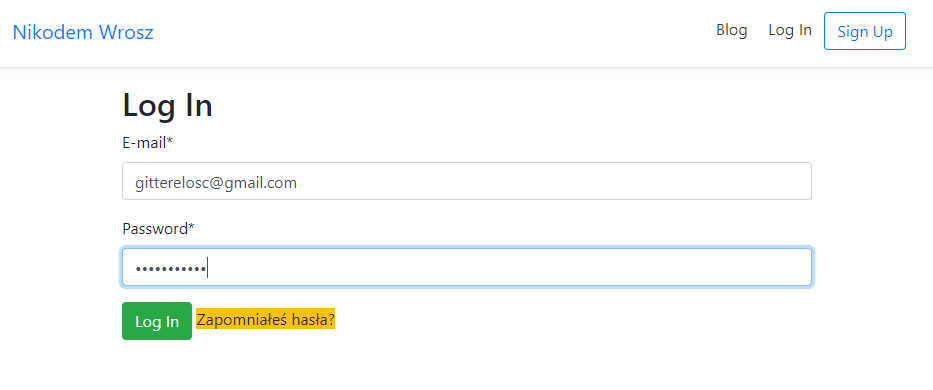 Nikodem Wrosz Blog Log In Sign Up
Log In
E-mail*
gitterelosc@gmail.com
Password*
•••••••••••
Log In Zapomniałeś hasła?